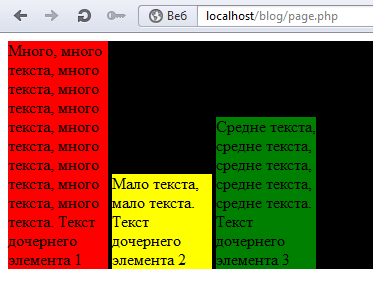 Веб
localhost/blog/page.php
Много, много
текста, много
текста, много
текста, много
текста, много
текста, много
текста, много
текста, много
текста, много
текста. Текст
дочернего
элемента 1
Мало текста,
мало текста.
Текст
дочернего
элемента 2
Средне текста,
средне текста,
средне текста,
средне текста,
средне текста.
Текст
дочернего
элемента 3